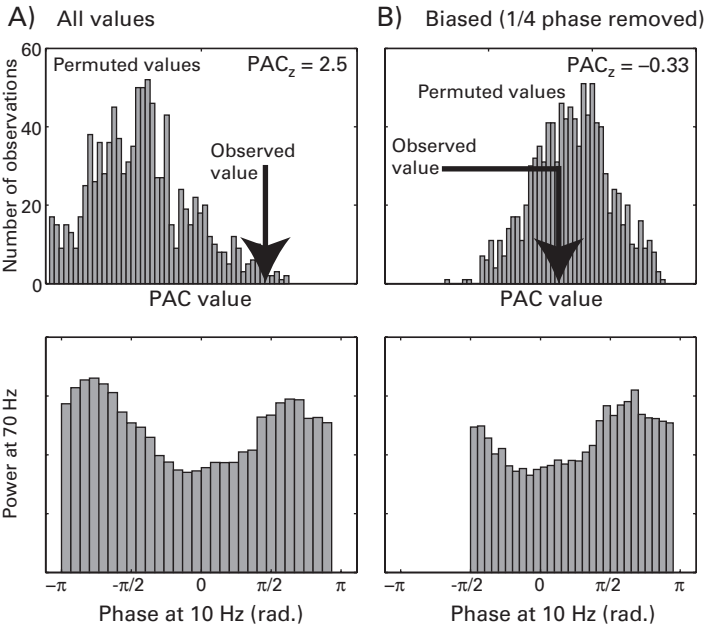 A) All values
B) Biased (1/4 phase removed)
Number of observations
60
40
20
0
Permuted values
PAC_z = 2.5
Observed
value
PAC value
PAC_z = –0.33
Permuted values
Observed
value
PAC value
Power at 70 Hz
–π
-π/2
0
π/2
π
Phase at 10 Hz (rad.)
–π
-π/2
0
π/2
π
Phase at 10 Hz (rad.)